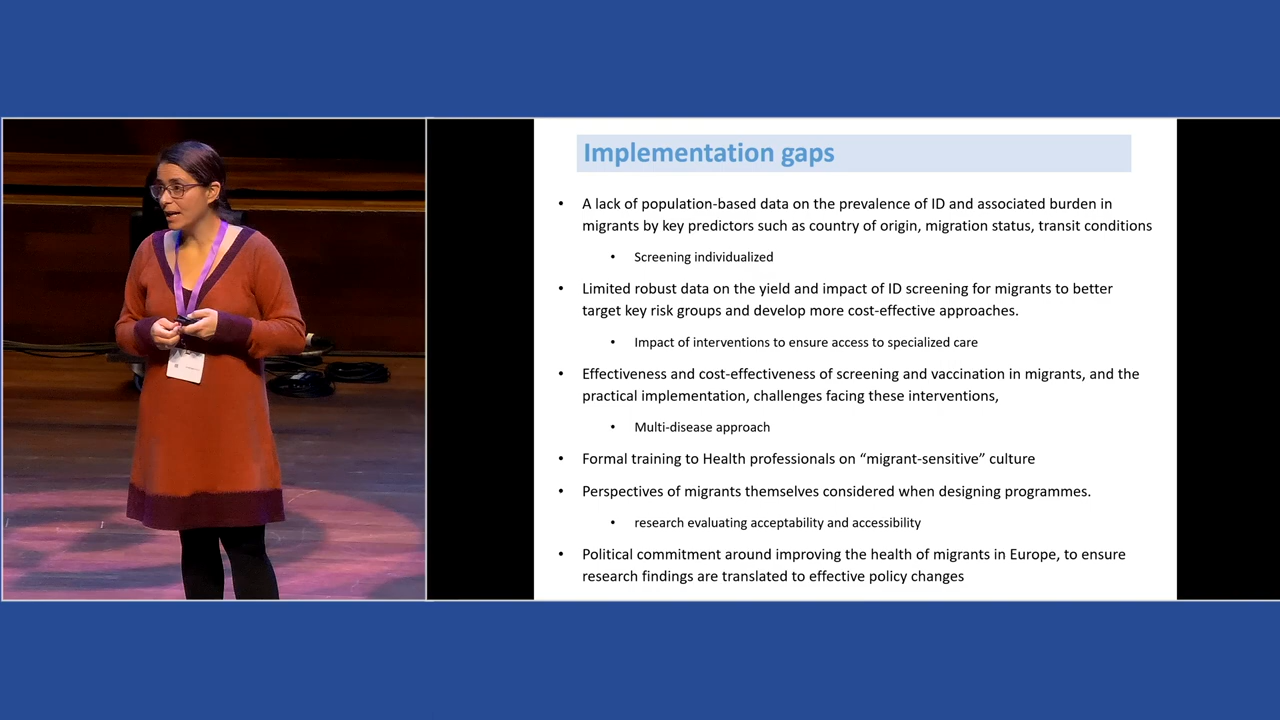 Implementation gaps
• A lack of population-based data on the prevalence of ID and associated burden in
migrants by key predictors such as country of origin, migration status, transit conditions
• Screening individualized
• Limited robust data on the yield and impact of ID screening for migrants to better
target key risk groups and develop more cost-effective approaches.
• Impact of interventions to ensure access to specialized care
• Effectiveness and cost-effectiveness of screening and vaccination in migrants, and the
practical implementation, challenges facing these interventions,
• Multi-disease approach
• Formal training to Health professionals on “migrant-sensitive” culture
• Perspectives of migrants themselves considered when designing programmes.
• research evaluating acceptability and accessibility
• Political commitment around improving the health of migrants in Europe, to ensure
research findings are translated to effective policy changes